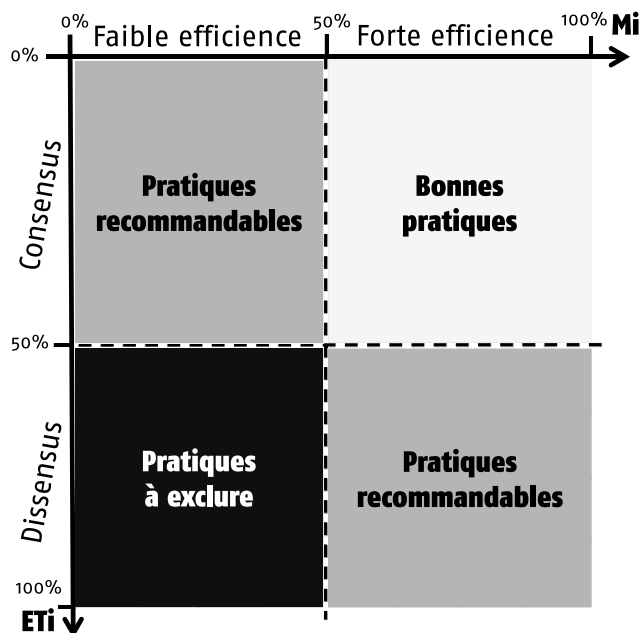 0% 50% 100% Mi
Faible efficience Forte efficience
0%
Consensus
Pratiques
recommandables
Bonnes
pratiques
50%
Dissensus
Pratiques
à exclure
Pratiques
recommandables
100%
ETi